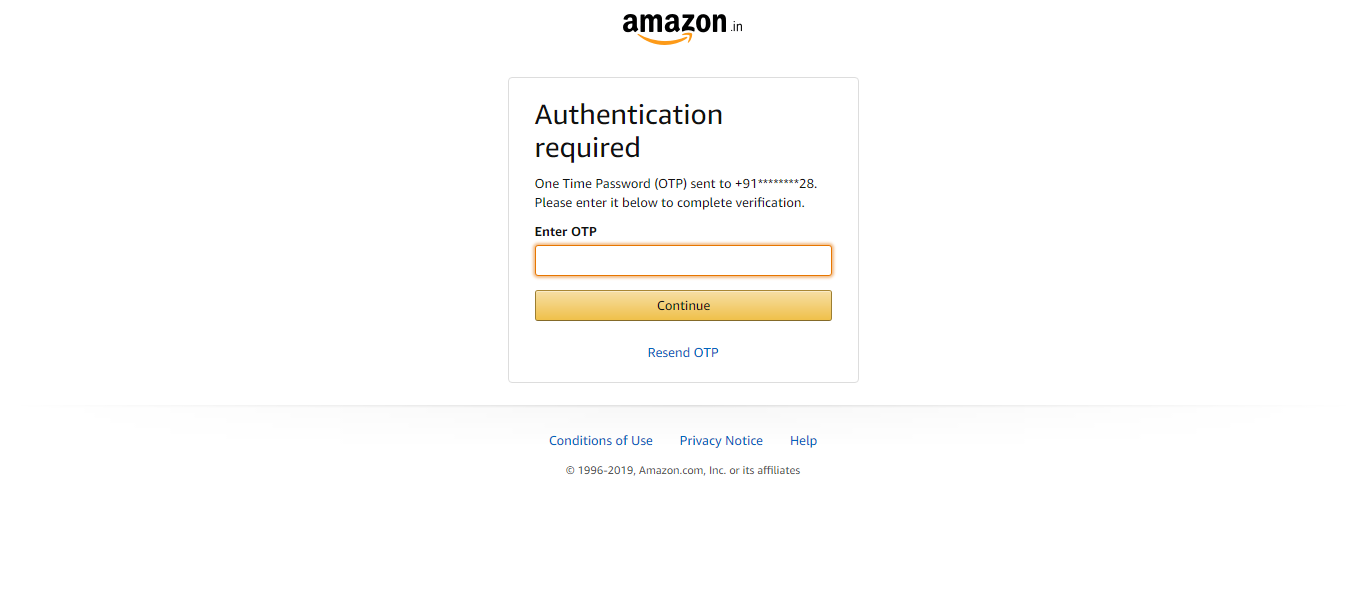 amazon.in
Authentication
required
One Time Password (OTP) sent to +91********28.
Please enter it below to complete verification.
Enter OTP
Continue
Resend OTP
Conditions of Use Privacy Notice Help
© 1996-2019, Amazon.com, Inc. or its affiliates